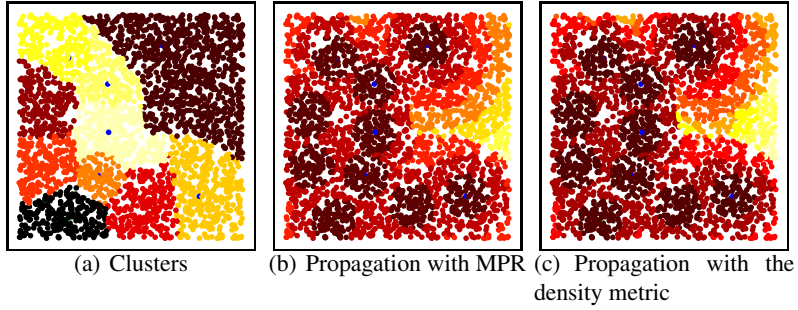 (a) Clusters
(b) Propagation with MPR
(c) Propagation with the
density metric